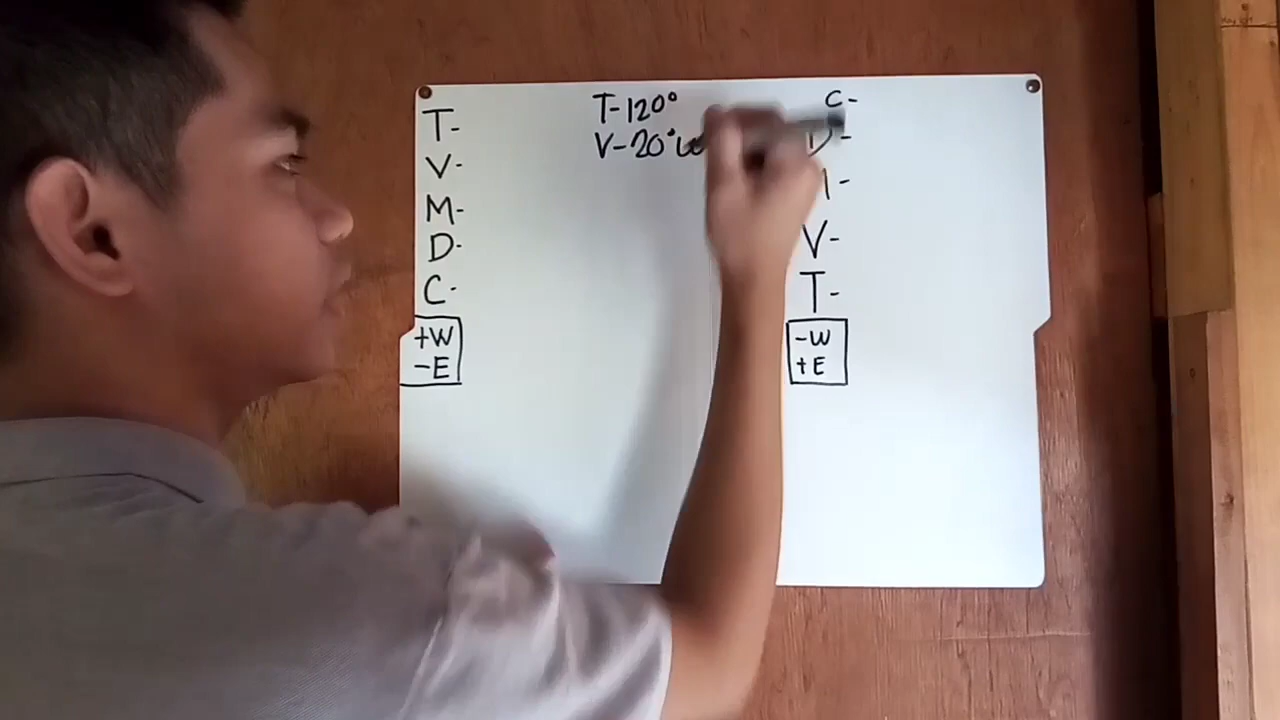 T-
V-
M-
D-
C-
+W
-E
T-120°
V-20°W
C-
D-
V-
T-
-W
+E